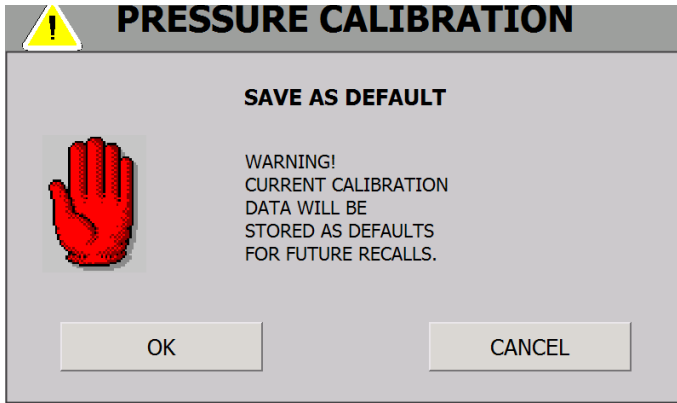 PRESSURE CALIBRATION
SAVE AS DEFAULT
WARNING!
CURRENT CALIBRATION
DATA WILL BE
STORED AS DEFAULTS
FOR FUTURE RECALLS.
OK
CANCEL